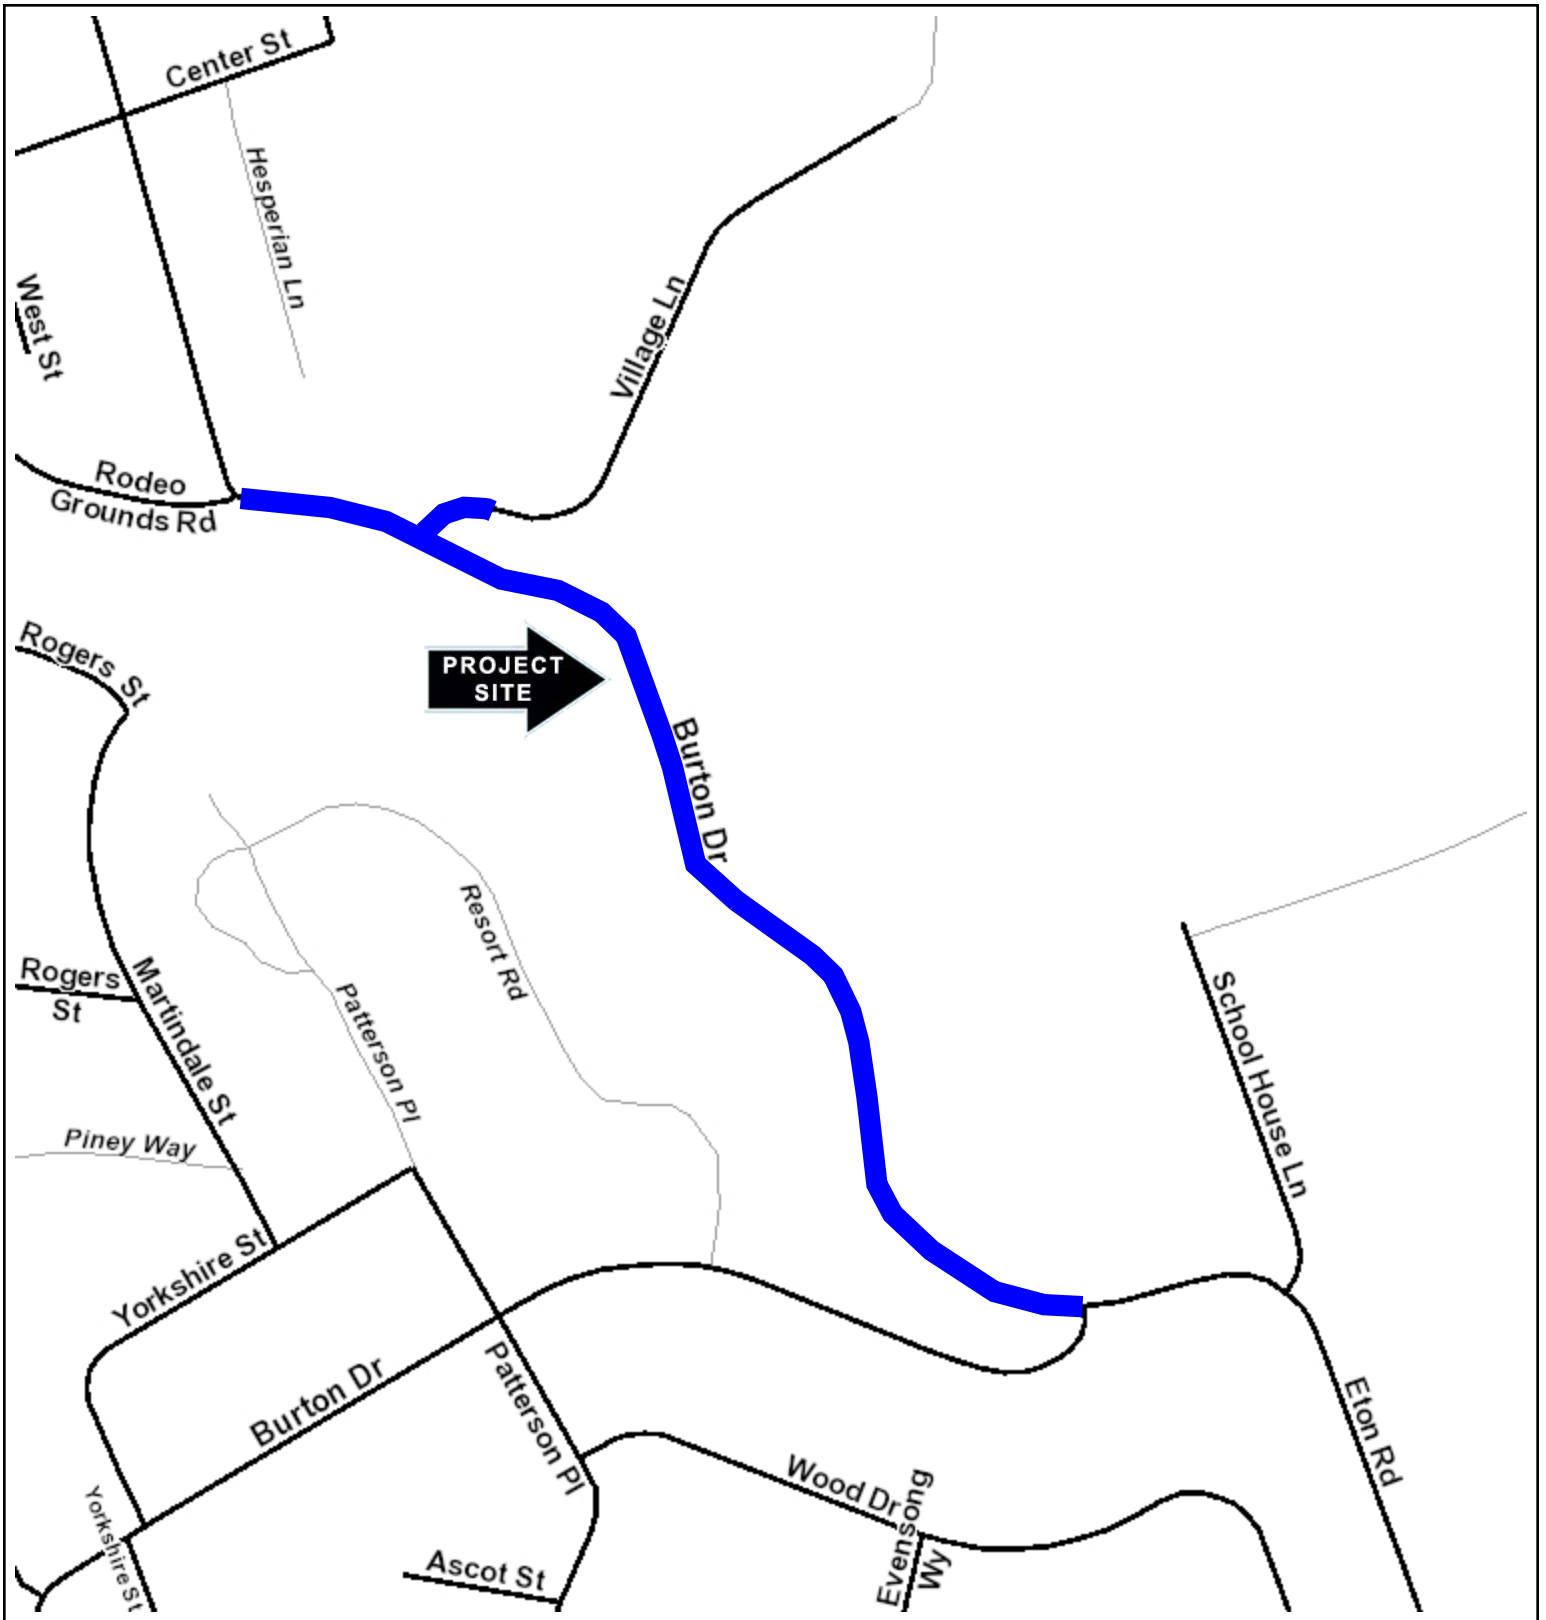 Center St
Hesperian Ln
West St
Village Ln
Rodeo
Grounds Rd
Rogers St
PROJECT
SITE
Burton Dr
Resort Rd
Rogers
St
Martindale St
Patterson Pl
School House Ln
Piney Way
Yorkshire St
Burton Dr
Patterson Pl
Eton Rd
Wood Dr
Evensong
Wy
Yorkshire St
Ascot St